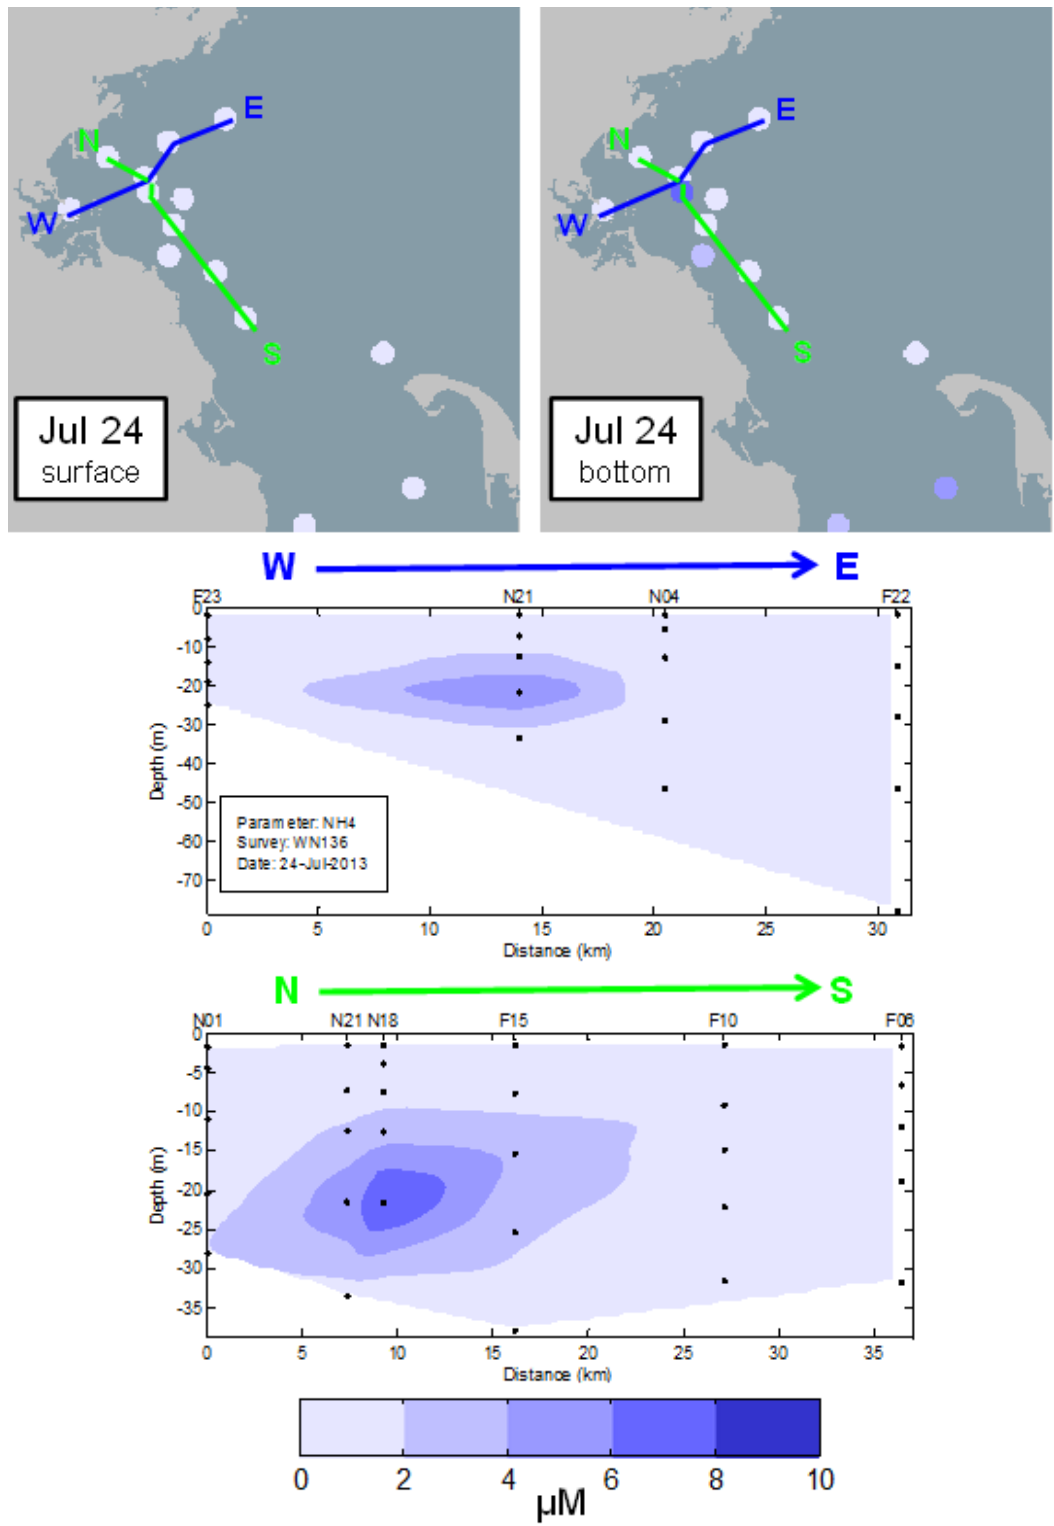 E
N
W
S
Jul 24
surface
E
N
W
S
Jul 24
bottom
W E
F23 N21 N04 F22
0
-10
-20
-30
-40
-50
-60
-70
Depth (m)
Parameter: NH4
Survey: WN136
Date: 24-Jul-2013
0 5 10 15 20 25 30
Distance (km)
N S
N01 N21 N18 F15 F10 F06
0
-5
-10
-15
-20
-25
-30
-35
Depth (m)
0 5 10 15 20 25 30 35
Distance (km)
0 2 4 6 8 10
µM